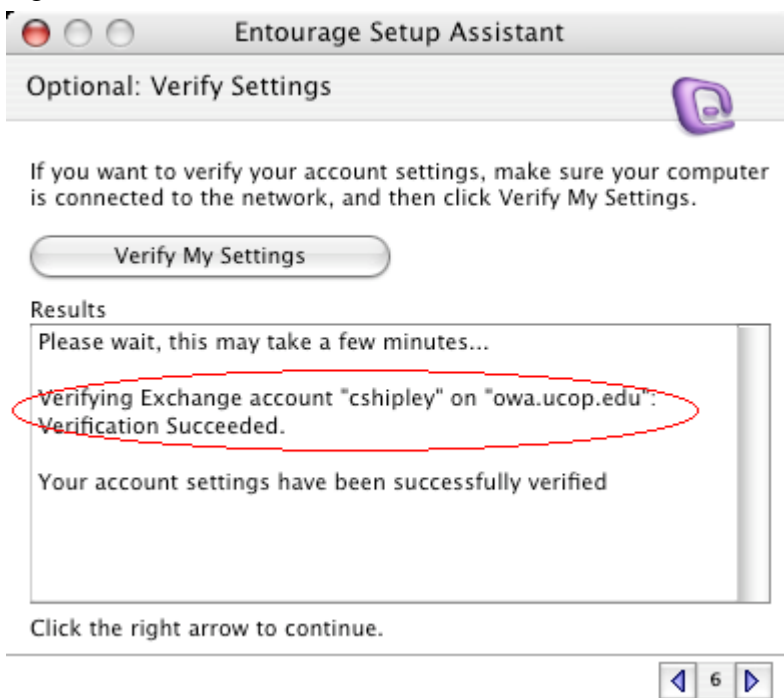 Entourage Setup Assistant
Optional: Verify Settings
If you want to verify your account settings, make sure your computer
is connected to the network, and then click Verify My Settings.
Verify My Settings
Results
Please wait, this may take a few minutes...
Verifying Exchange account "cshipley" on "owa.ucop.edu":
Verification Succeeded.
Your account settings have been successfully verified
Click the right arrow to continue.
6